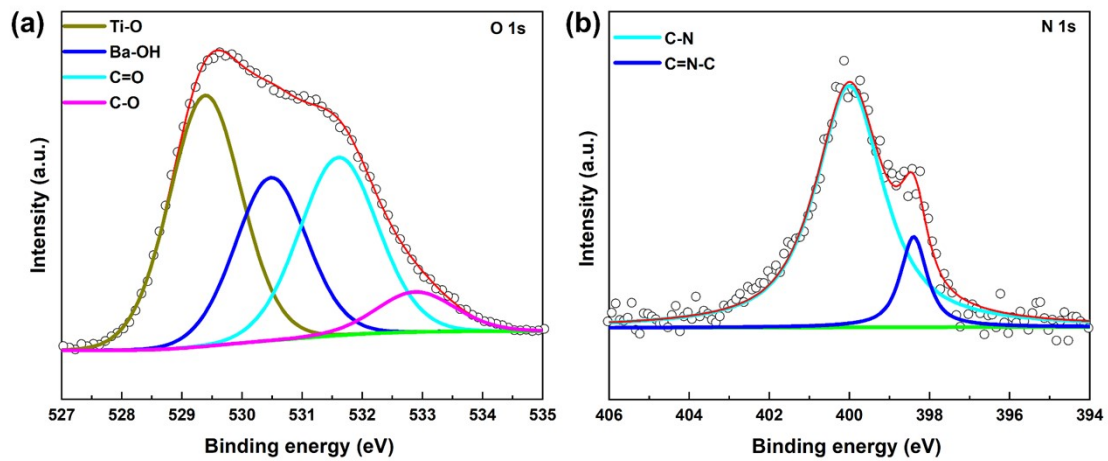 (a)
Ti-O
Ba-OH
C=O
C-O
O 1s
Intensity (a.u.)
527 528 529 530 531 532 533 534 535
Binding energy (eV)
(b)
C-N
C=N-C
N 1s
Intensity (a.u.)
406 404 402 400 398 396 394
Binding energy (eV)